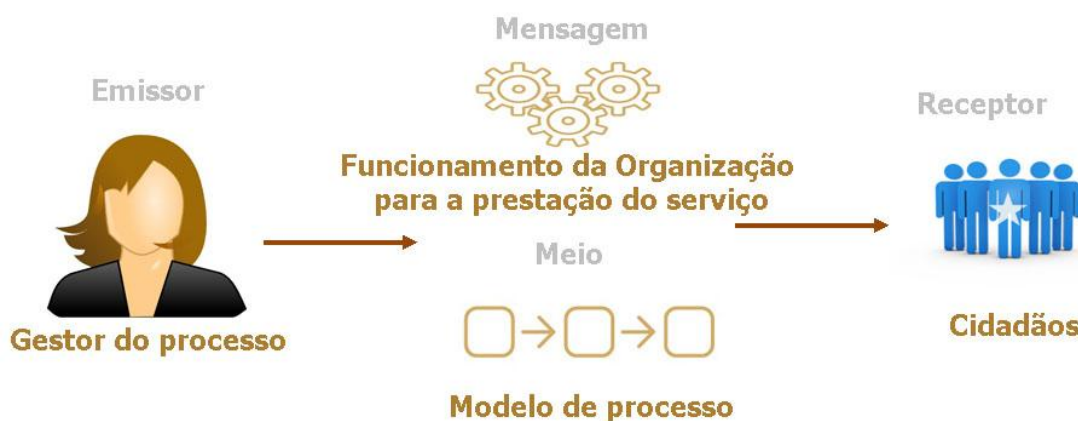 Mensagem
Emissor
Receptor
Funcionamento da Organização
para a prestação do serviço
Meio
Gestor do processo
Cidadãos
Modelo de processo